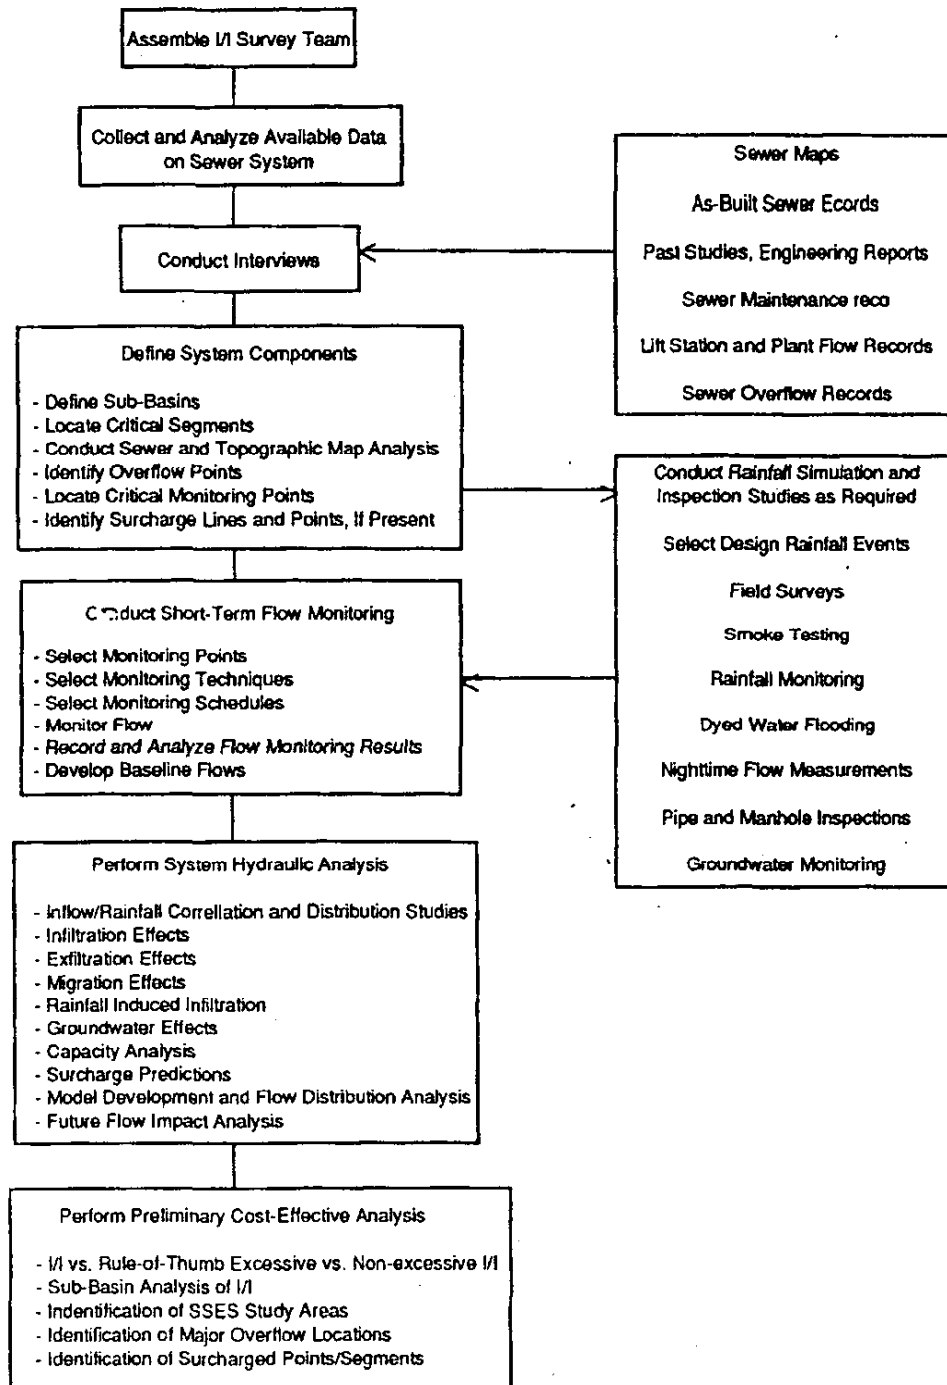 Assemble I/I Survey Team
Collect and Analyze Available Data
on Sewer System
Conduct Interviews
Sewer Maps
As-Built Sewer Ecords
Past Studies, Engineering Reports
Sewer Maintenance reco
Lift Station and Plant Flow Records
Sewer Overflow Records
Define System Components
- Define Sub-Basins
- Locate Critical Segments
- Conduct Sewer and Topographic Map Analysis
- Identify Overflow Points
- Locate Critical Monitoring Points
- Identify Surcharge Lines and Points, If Present
Conduct Rainfall Simulation and
Inspection Studies as Required
Select Design Rainfall Events
Field Surveys
Smoke Testing
Rainfall Monitoring
Dyed Water Flooding
Nighttime Flow Measurements
Pipe and Manhole Inspections
Groundwater Monitoring
Conduct Short-Term Flow Monitoring
- Select Monitoring Points
- Select Monitoring Techniques
- Select Monitoring Schedules
- Monitor Flow
- Record and Analyze Flow Monitoring Results
- Develop Baseline Flows
Perform System Hydraulic Analysis
- Inflow/Rainfall Correllation and Distribution Studies
- Infiltration Effects
- Exfiltration Effects
- Migration Effects
- Rainfall Induced Infiltration
- Groundwater Effects
- Capacity Analysis
- Surcharge Predictions
- Model Development and Flow Distribution Analysis
- Future Flow Impact Analysis
Perform Preliminary Cost-Effective Analysis
- I/I vs. Rule-of-Thumb Excessive vs. Non-excessive I/I
- Sub-Basin Analysis of I/I
- Indentification of SSES Study Areas
- Identification of Major Overflow Locations
- Identification of Surcharged Points/Segments